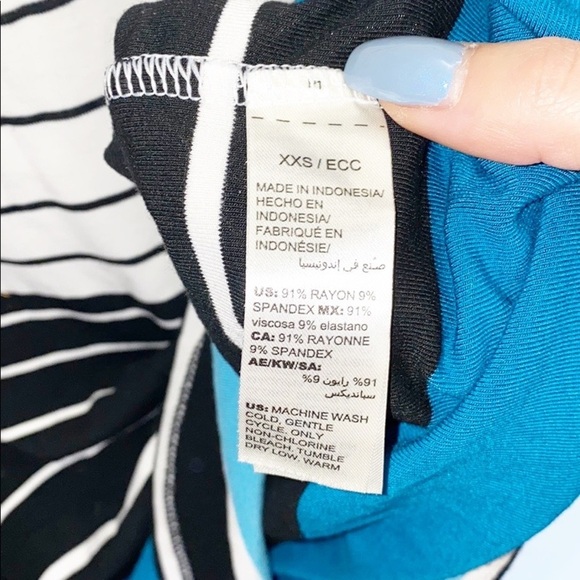 XXS / ECC
MADE IN INDONESIA/
HECHO EN
INDONESIA/
FABRIQUÉ EN
INDONÉSIE/
صنع في إندونيسيا
US: 91% RAYON 9%
SPANDEX MX: 91%
viscosa 9% elastano
CA: 91% RAYONNE
9% SPANDEX
AE/KW/SA:
91% رايون 9%
سباندیکس
US: MACHINE WASH
COLD, GENTLE
CYCLE, ONLY
NON-CHLORINE
BLEACH, TUMBLE
DRY LOW, WARM